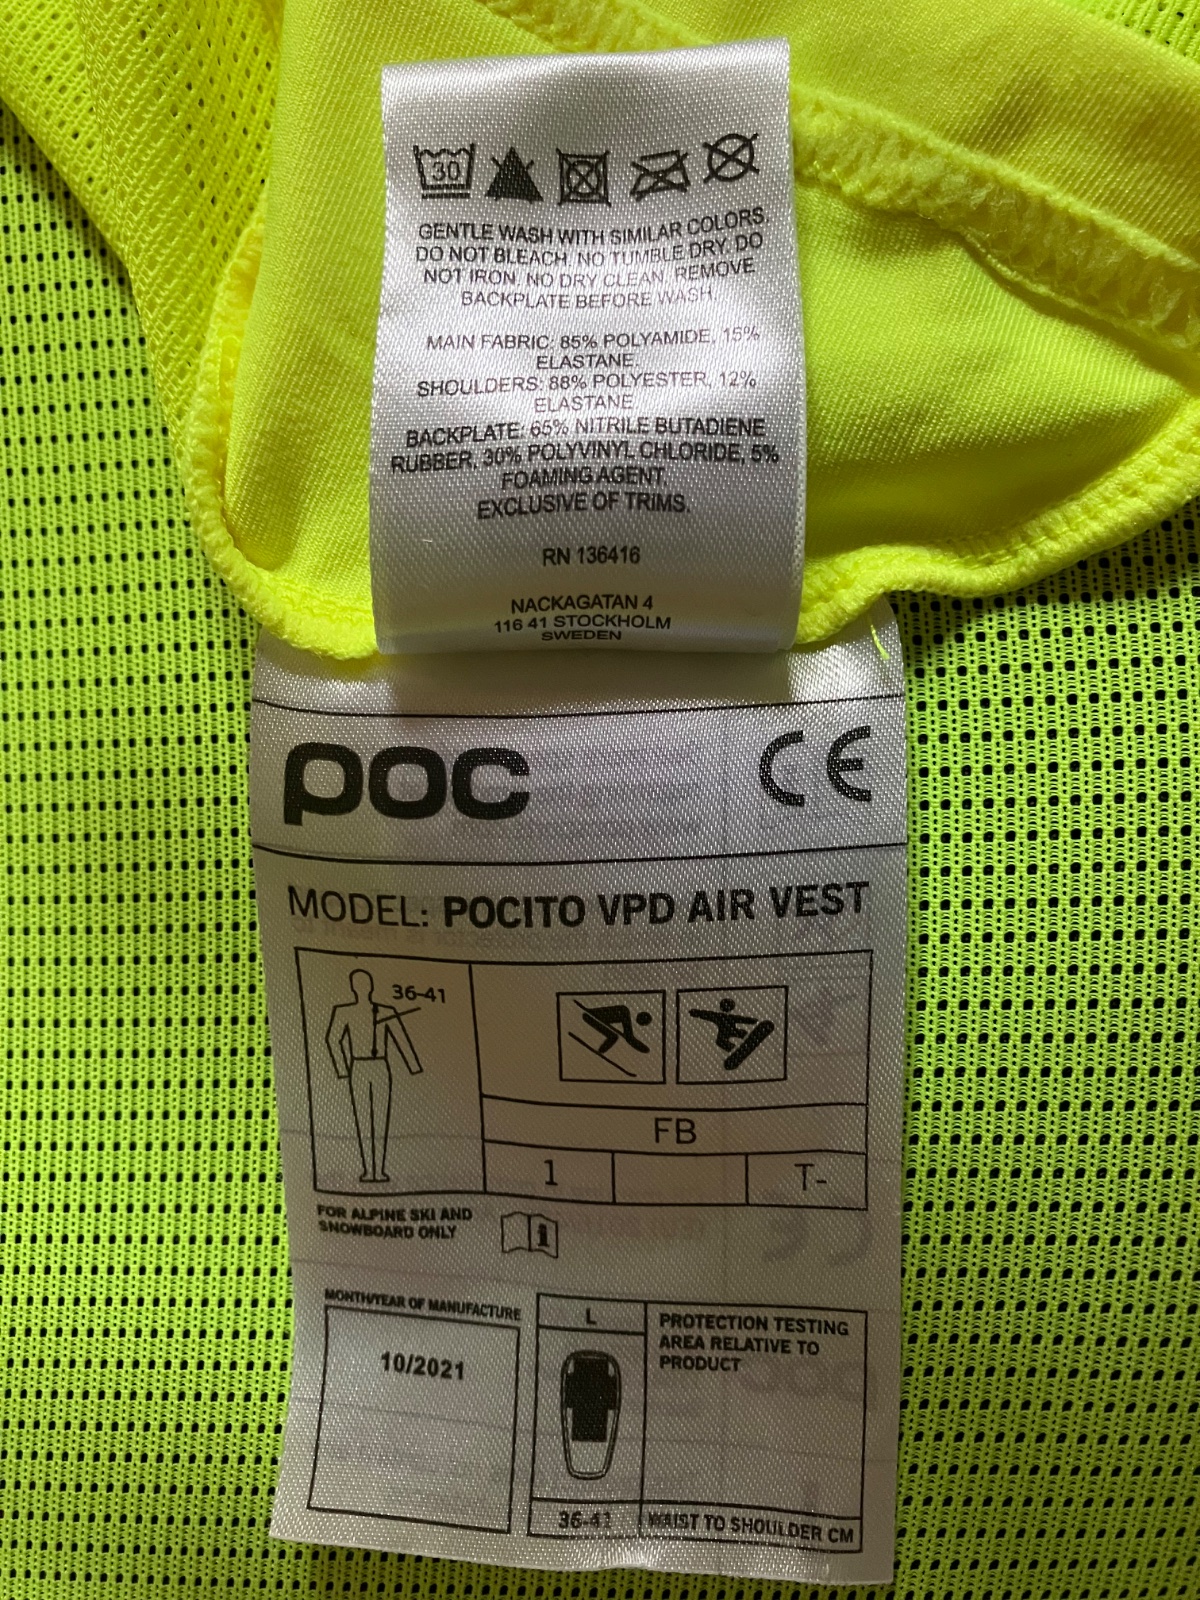 30
GENTLE WASH WITH SIMILAR COLORS.
DO NOT BLEACH. NO TUMBLE DRY. DO
NOT IRON. NO DRY CLEAN. REMOVE
BACKPLATE BEFORE WASH.
MAIN FABRIC: 85% POLYAMIDE, 15%
ELASTANE.
SHOULDERS: 88% POLYESTER, 12%
ELASTANE
BACKPLATE: 65% NITRILE BUTADIENE
RUBBER, 30% POLYVINYL CHLORIDE, 5%
FOAMING AGENT.
EXCLUSIVE OF TRIMS.
RN 136416
NACKAGATAN 4
116 41 STOCKHOLM
SWEDEN
POC CE
MODEL: POCITO VPD AIR VEST
36-41
FB
1 T-
FOR ALPINE SKI AND
SNOWBOARD ONLY
i
MONTH/YEAR OF MANUFACTURE
10/2021
L
PROTECTION TESTING
AREA RELATIVE TO
PRODUCT
36-41 WAIST TO SHOULDER CM